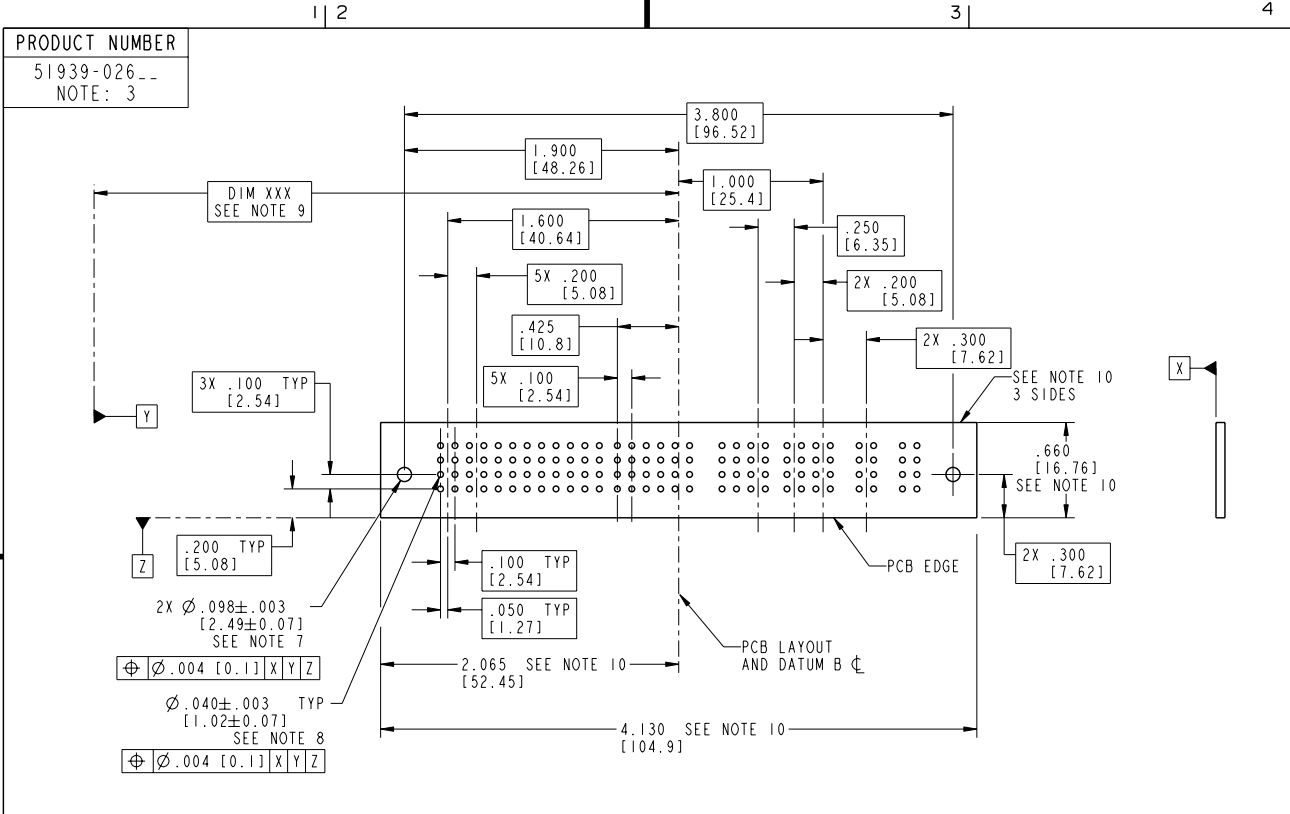 1 2 3 4
PRODUCT NUMBER
51939-026__
NOTE: 3
3.800
[96.52]
1.900
[48.26]
1.000
[25.4]
DIM XXX
SEE NOTE 9
1.600
[40.64]
.250
[6.35]
5X .200
[5.08]
2X .200
[5.08]
.425
[10.8]
2X .300
[7.62]
3X .100 TYP
[2.54]
5X .100
[2.54]
SEE NOTE 10
3 SIDES
X
Y
.660
[16.76]
SEE NOTE 10
.200 TYP
[5.08]
Z
.100 TYP
[2.54]
PCB EDGE
2X .300
[7.62]
2X Ø.098±.003
[2.49±0.07]
SEE NOTE 7
⌖ Ø.004 [0.1] X Y Z
.050 TYP
[1.27]
PCB LAYOUT
AND DATUM B ℄
2.065 SEE NOTE 10
[52.45]
Ø.040±.003 TYP
[1.02±0.07]
SEE NOTE 8
⌖ Ø.004 [0.1] X Y Z
4.130 SEE NOTE 10
[104.9]